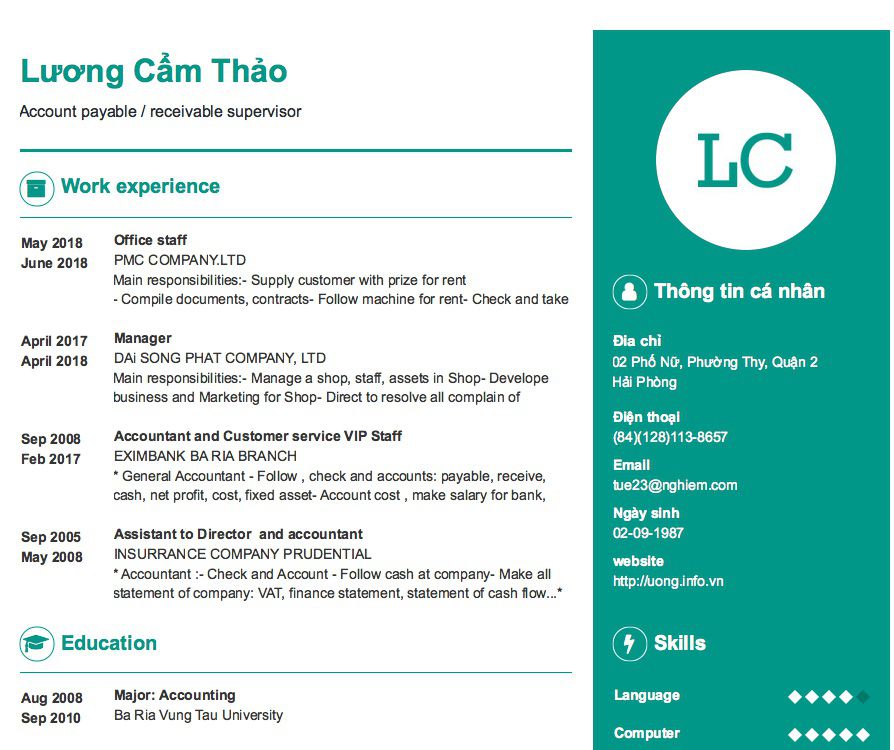 Lương Cẩm Thảo
Account payable / receivable supervisor
Work experience
May 2018
June 2018
Office staff
PMC COMPANY.LTD
Main responsibilities:- Supply customer with prize for rent
- Compile documents, contracts- Follow machine for rent- Check and take
April 2017
April 2018
Manager
DAi SONG PHAT COMPANY, LTD
Main responsibilities:- Manage a shop, staff, assets in Shop- Develope
business and Marketing for Shop- Direct to resolve all complain of
Sep 2008
Feb 2017
Accountant and Customer service VIP Staff
EXIMBANK BA RIA BRANCH
* General Accountant - Follow , check and accounts: payable, receive,
cash, net profit, cost, fixed asset- Account cost , make salary for bank,
Sep 2005
May 2008
Assistant to Director and accountant
INSURRANCE COMPANY PRUDENTIAL
* Accountant :- Check and Account - Follow cash at company- Make all
statement of company: VAT, finance statement, statement of cash flow...*
Education
Aug 2008
Sep 2010
Major: Accounting
Ba Ria Vung Tau University
LC
Thông tin cá nhân
Đia chỉ
02 Phố Nữ, Phường Thy, Quận 2
Hải Phòng
Điện thoại
(84)(128)113-8657
Email
tue23@nghiem.com
Ngày sinh
02-09-1987
website
http://uong.info.vn
Skills
Language
Computer